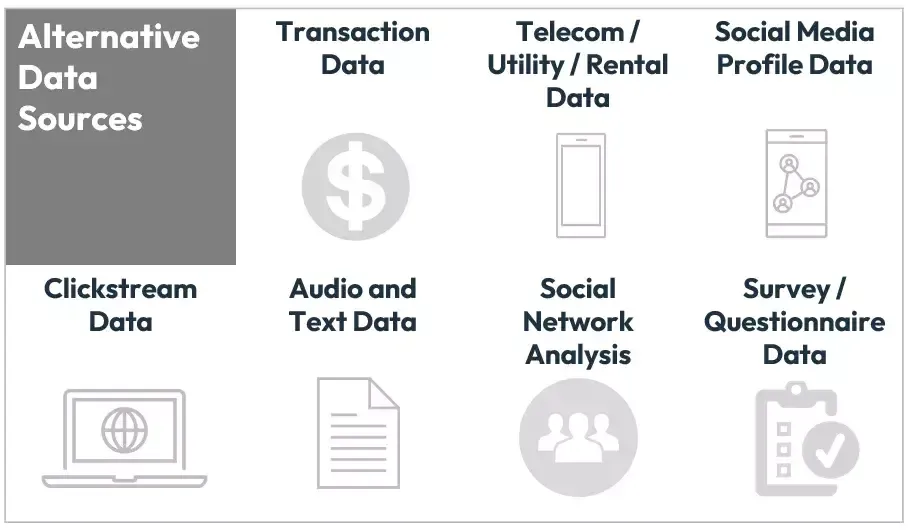 Alternative
Data
Sources
Transaction
Data
Telecom /
Utility / Rental
Data
Social Media
Profile Data
Clickstream
Data
Audio and
Text Data
Social
Network
Analysis
Survey /
Questionnaire
Data